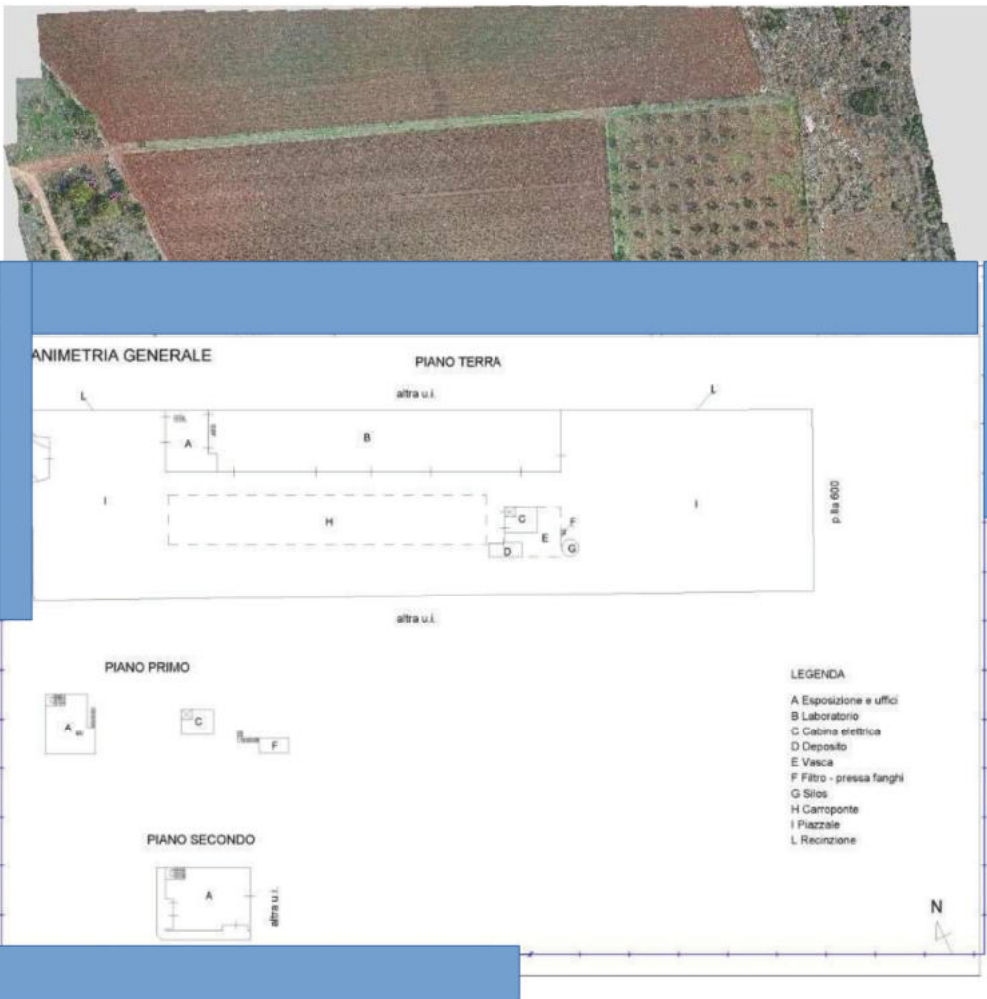 ANIMETRIA GENERALE
PIANO TERRA
altra u.i.
L
L
A
B
I
H
C
F
E
I
D
G
p.lla 600
altra u.i.
PIANO PRIMO
A
C
F
PIANO SECONDO
A
altra u.i.
LEGENDA
A Esposizione e uffici
B Laboratorio
C Cabina elettrica
D Deposito
E Vasca
F Filtro - pressa fanghi
G Silos
H Carroponte
I Piazzale
L Recinzione
N